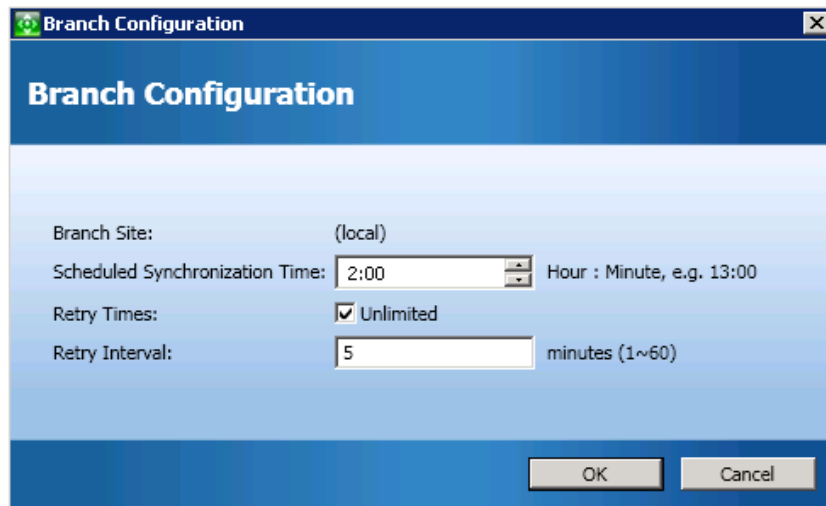 Branch Configuration
Branch Configuration
Branch Site: (local)
Scheduled Synchronization Time: 2:00 Hour : Minute, e.g. 13:00
Retry Times: Unlimited
Retry Interval: 5 minutes (1~60)
OK Cancel